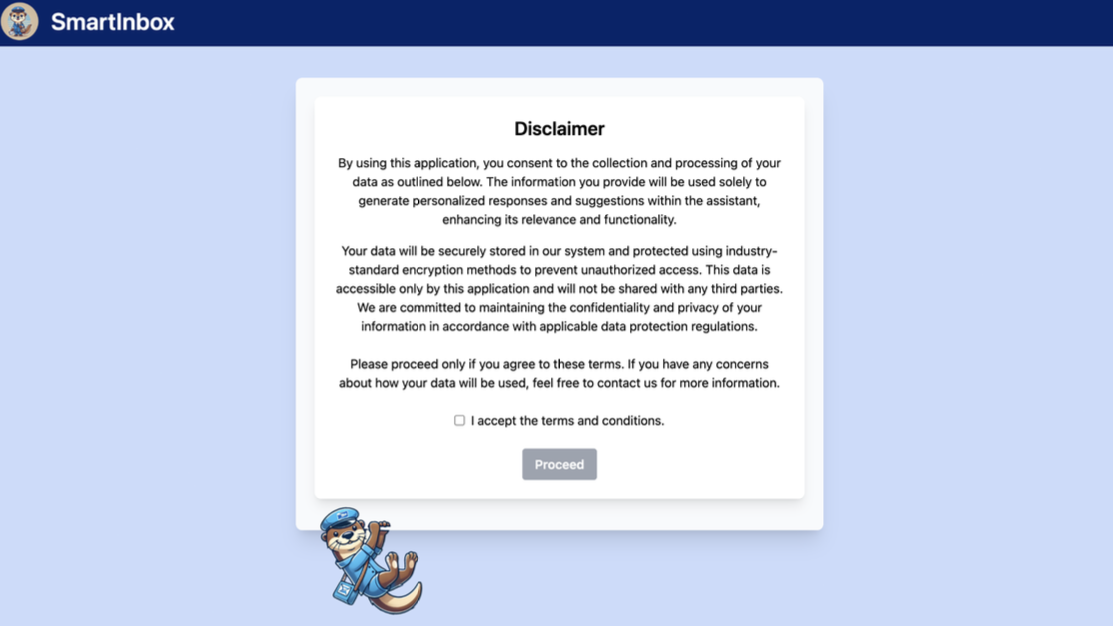 SmartInbox
Disclaimer
By using this application, you consent to the collection and processing of your
data as outlined below. The information you provide will be used solely to
generate personalized responses and suggestions within the assistant,
enhancing its relevance and functionality.
Your data will be securely stored in our system and protected using industry-
standard encryption methods to prevent unauthorized access. This data is
accessible only by this application and will not be shared with any third parties.
We are committed to maintaining the confidentiality and privacy of your
information in accordance with applicable data protection regulations.
Please proceed only if you agree to these terms. If you have any concerns
about how your data will be used, feel free to contact us for more information.
I accept the terms and conditions.
Proceed